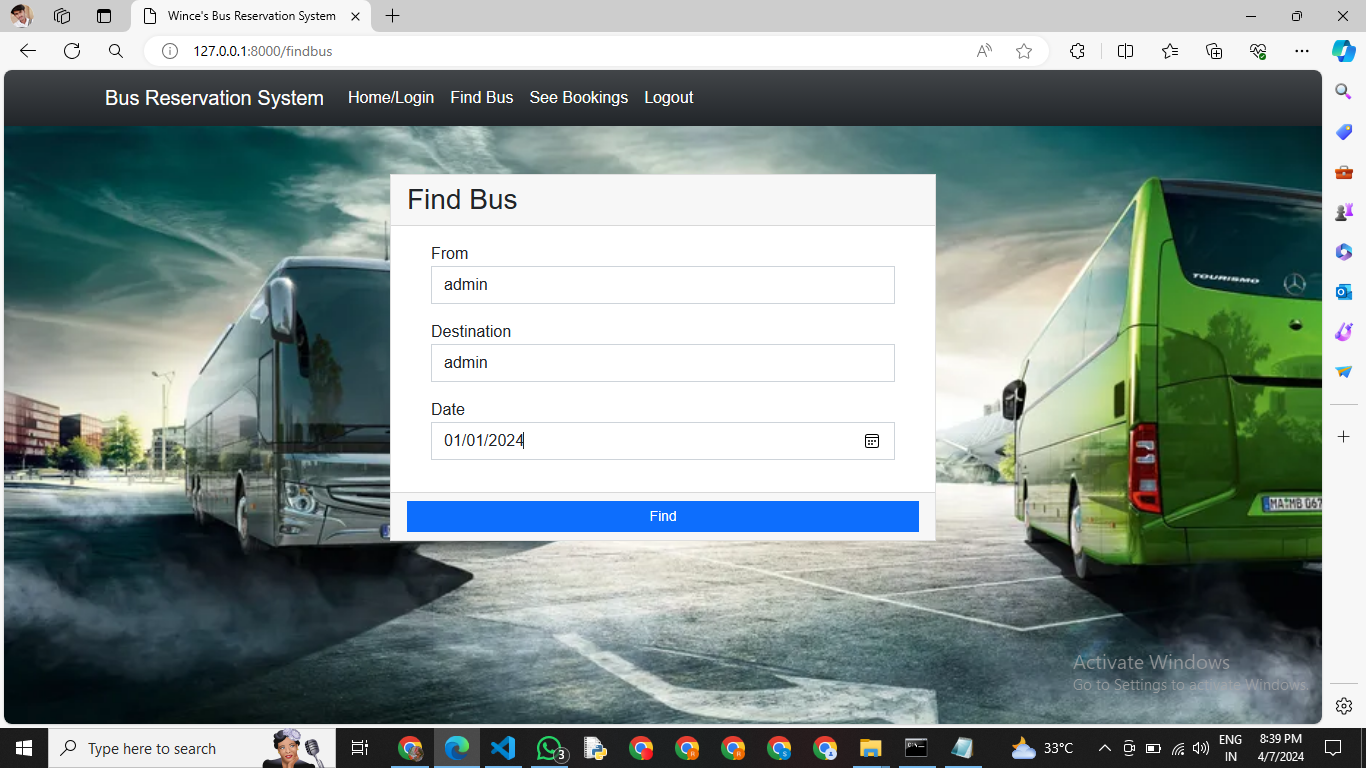 Wince's Bus Reservation System
127.0.0.1:8000/findbus
Bus Reservation System Home/Login Find Bus See Bookings Logout
Find Bus
From
admin
Destination
admin
Date
01/01/2024
Find
TOURISMO
MA MB 067
Activate Windows
Go to Settings to activate Windows.
Type here to search
3
33°C
ENG
IN
8:39 PM
4/7/2024